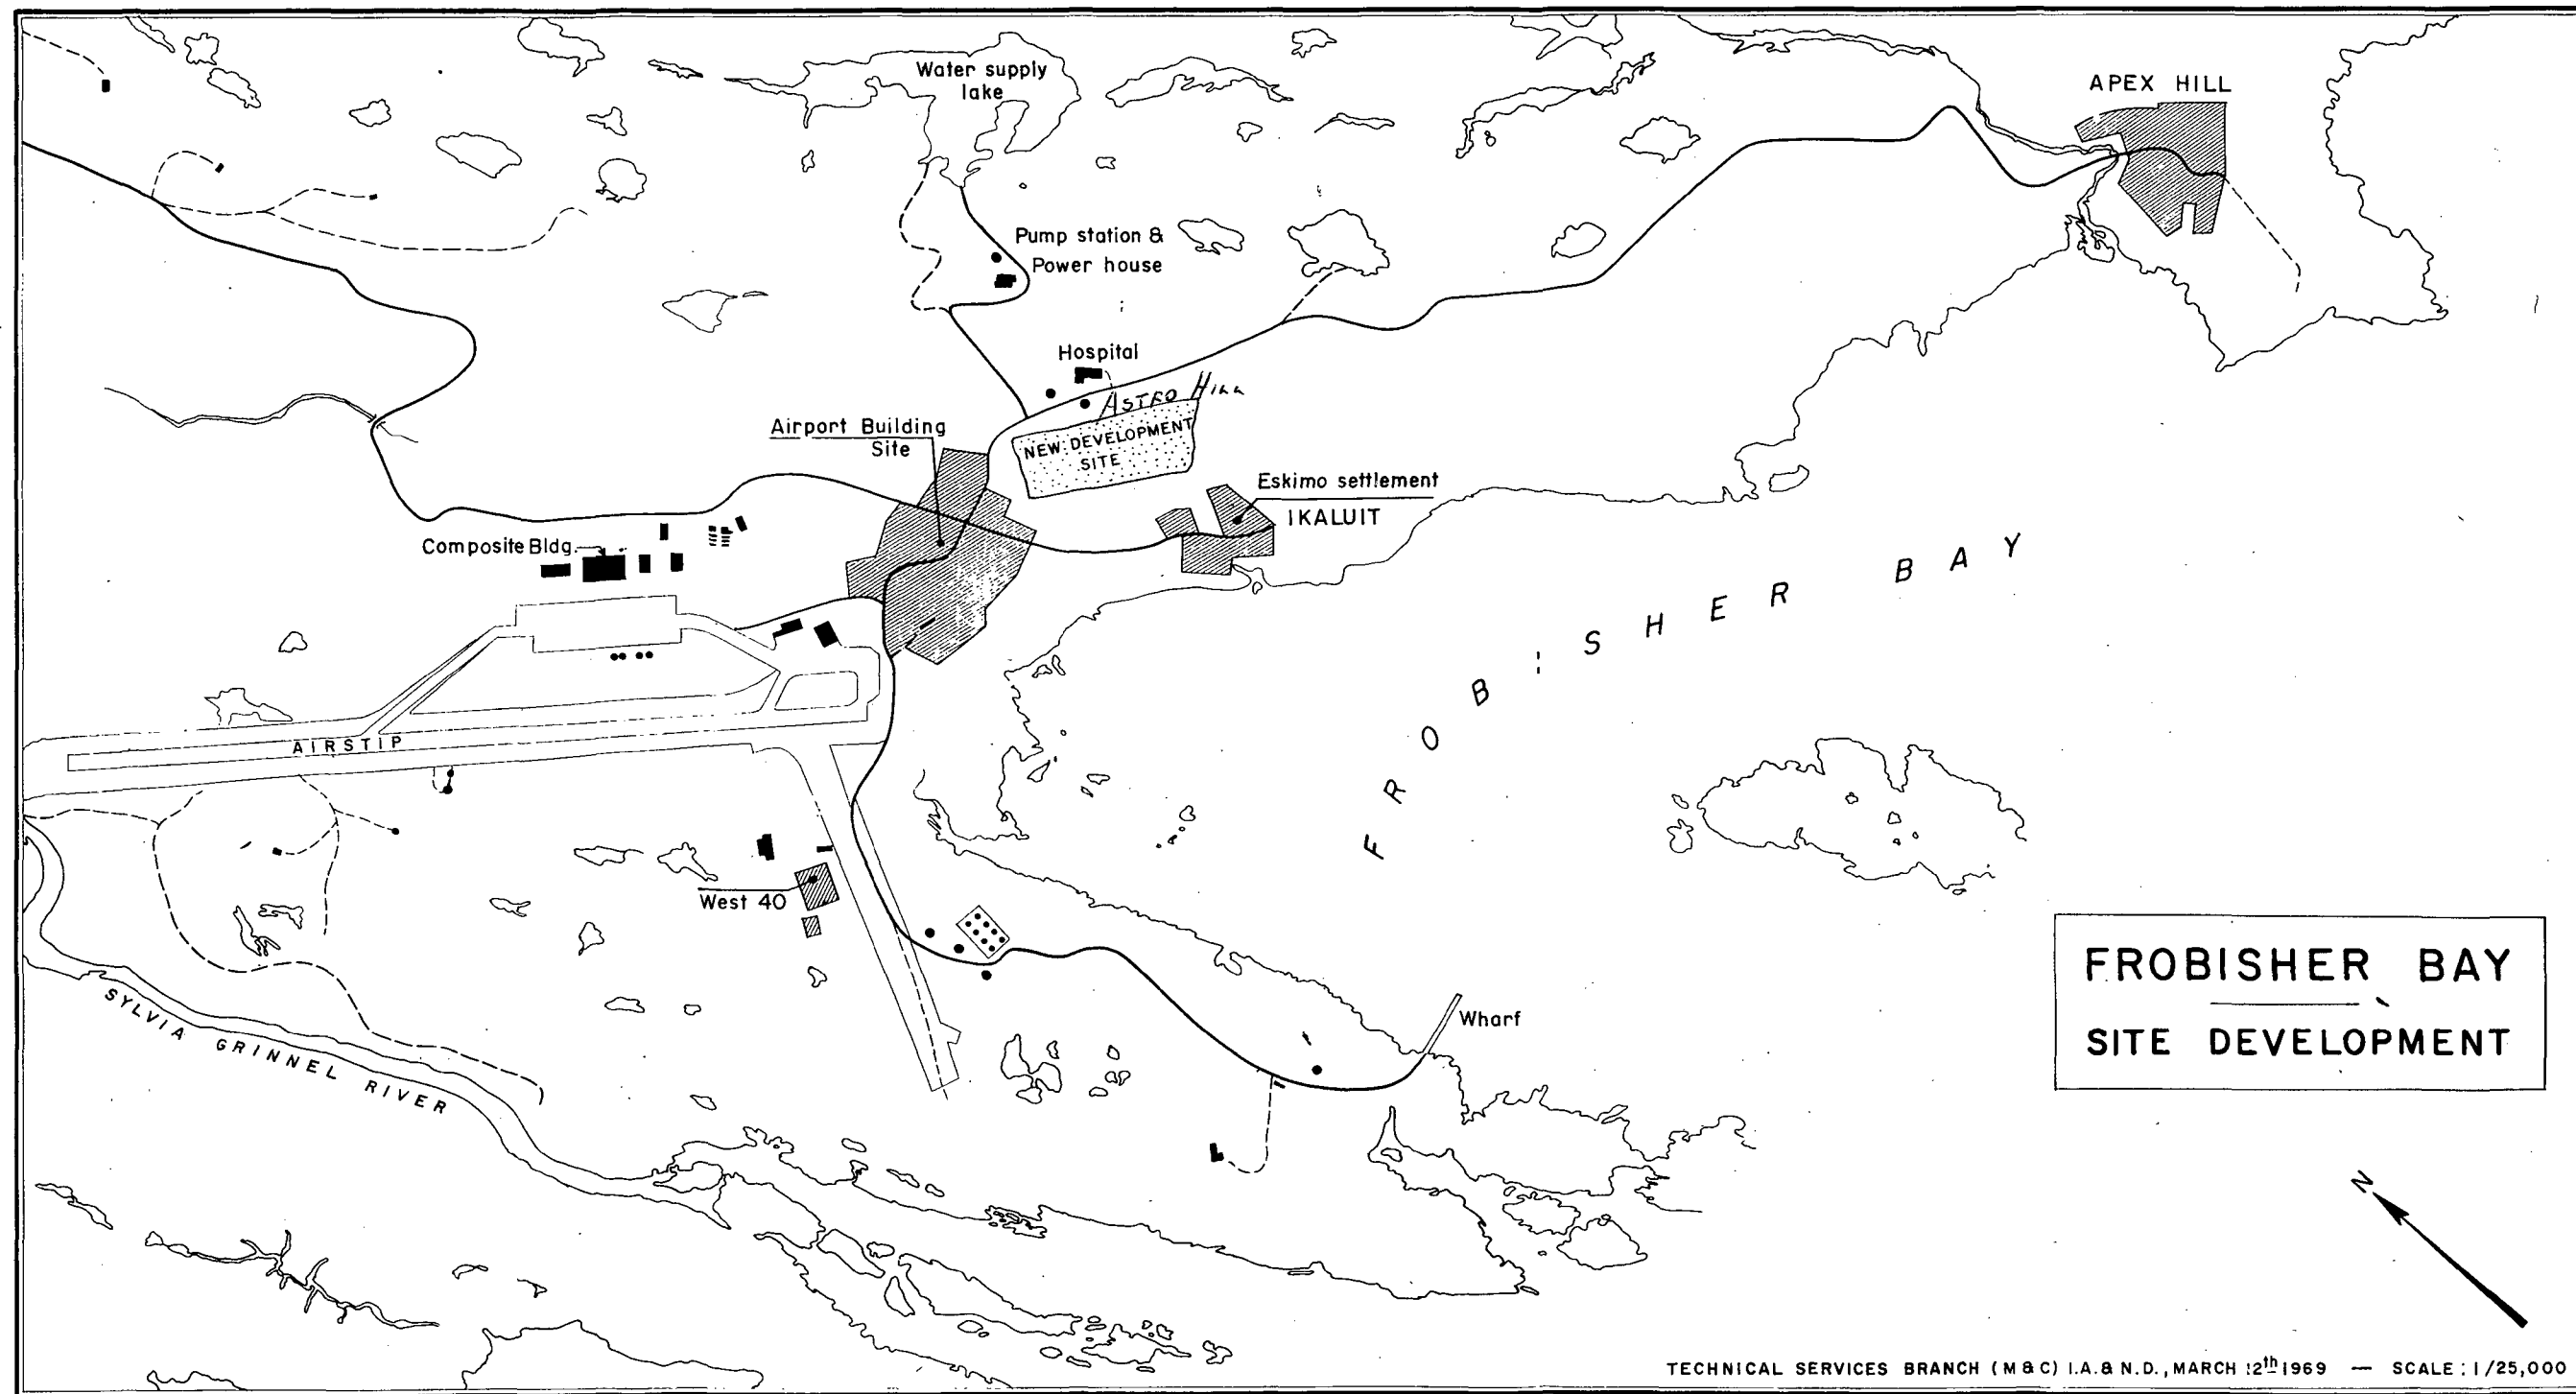 Water supply
lake
APEX HILL
Pump station &
Power house
Hospital
ASTRO HILL
Airport Building
Site
NEW DEVELOPMENT
SITE
Eskimo settlement
IKALUIT
Composite Bldg.
FROBISHER BAY
AIRSTIP
West 40
Wharf
SYLVIA GRINNEL RIVER
FROBISHER BAY
SITE DEVELOPMENT
N
TECHNICAL SERVICES BRANCH (M & C) I.A. & N.D., MARCH 12th 1969 — SCALE : 1/25,000